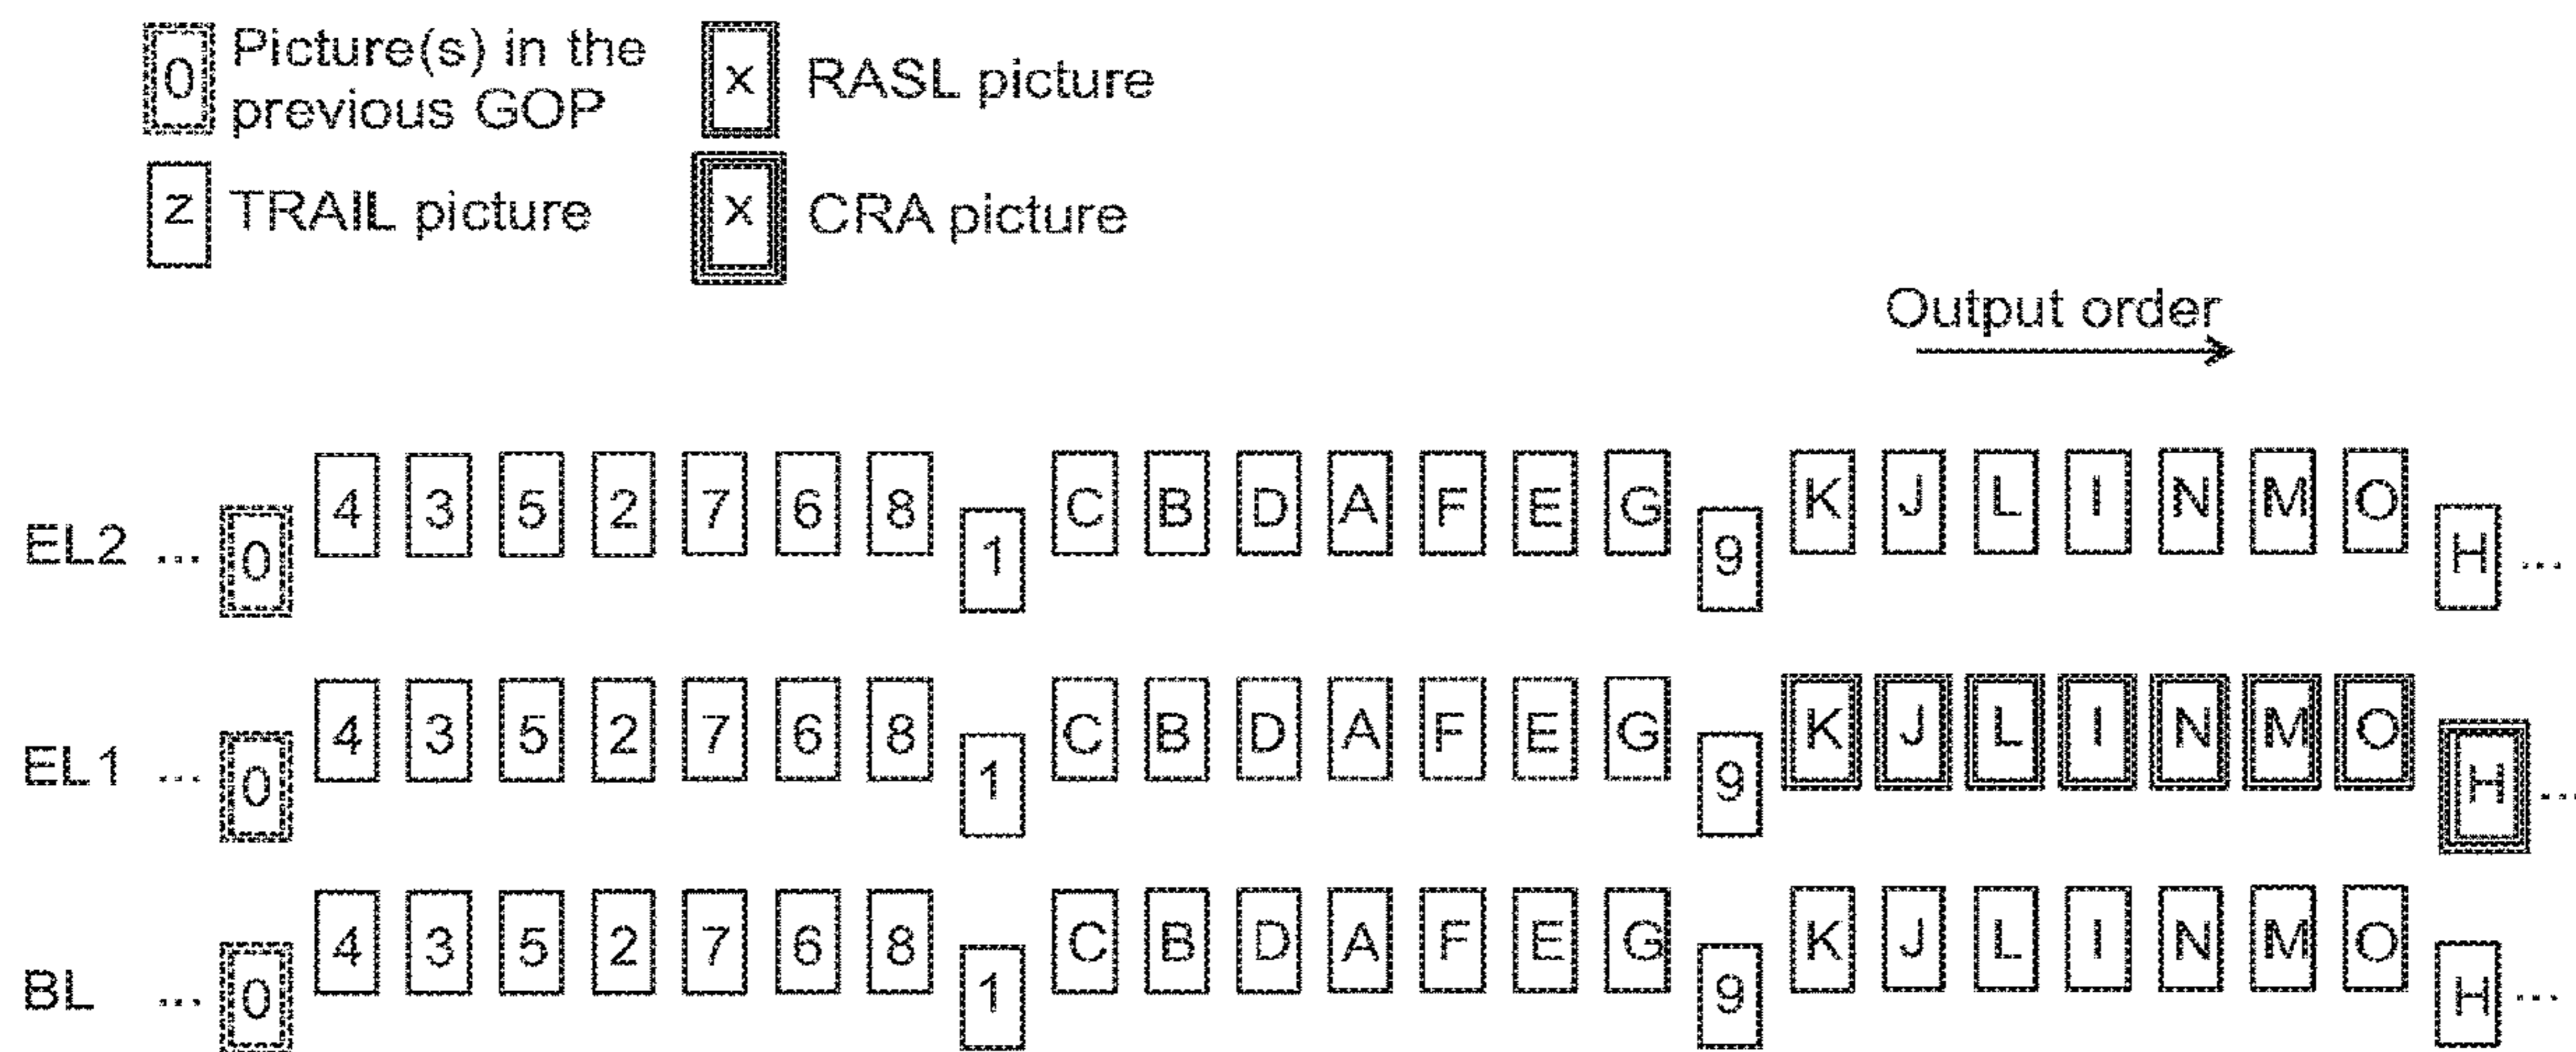 0 Picture(s) in the
previous GOP
x RASL picture
z TRAIL picture
x CRA picture
Output order
EL2 ... 0 4 3 5 2 7 6 8 1 C B D A F E G 9 K J L I N M O H ...
EL1 ... 0 4 3 5 2 7 6 8 1 C B D A F E G 9 K J L I N M O H ...
BL ... 0 4 3 5 2 7 6 8 1 C B D A F E G 9 K J L I N M O H ...